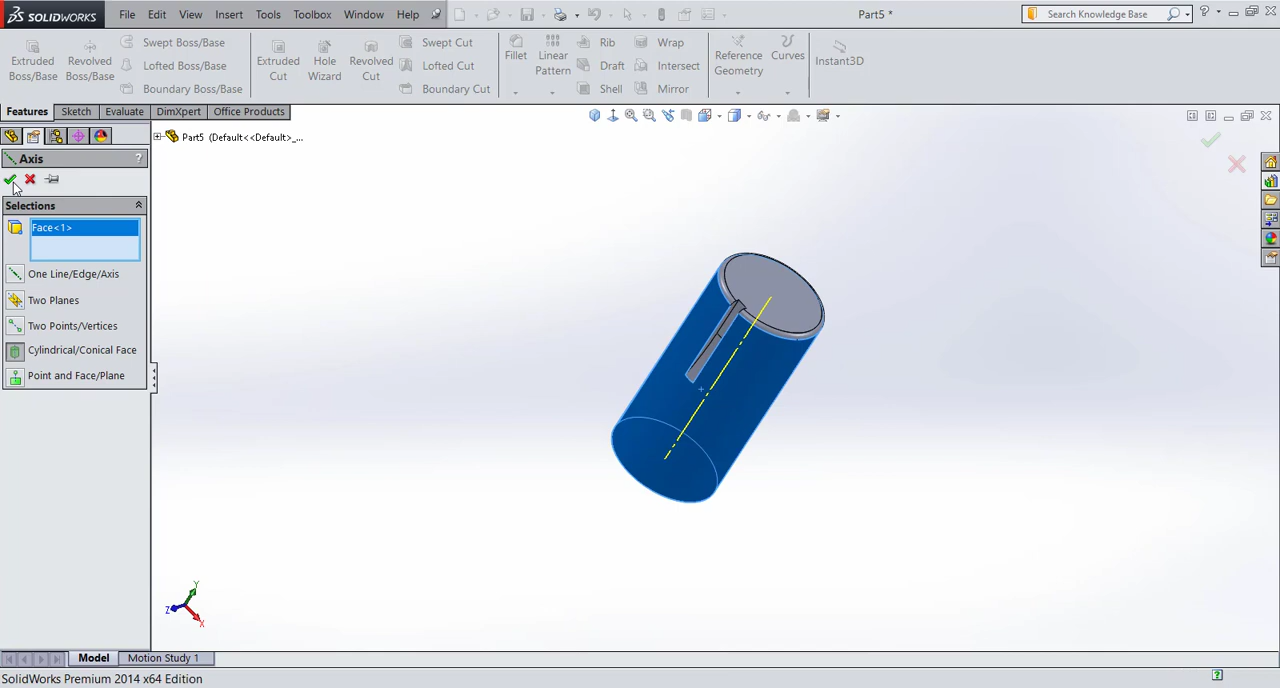 SOLIDWORKS File Edit View Insert Tools Toolbox Window Help Part5 * Search Knowledge Base ?
Extruded Boss/Base
Revolved Boss/Base
Swept Boss/Base
Lofted Boss/Base
Boundary Boss/Base
Extruded Cut
Hole Wizard
Revolved Cut
Swept Cut
Lofted Cut
Boundary Cut
Fillet
Linear Pattern
Rib
Draft
Shell
Wrap
Intersect
Mirror
Reference Geometry
Curves
Instant3D
Features Sketch Evaluate DimXpert Office Products
Part5 (Default<<Default>_...
Axis ?
Selections
Face<1>
One Line/Edge/Axis
Two Planes
Two Points/Vertices
Cylindrical/Conical Face
Point and Face/Plane
Y
Z
X
Model Motion Study 1
SolidWorks Premium 2014 x64 Edition ?